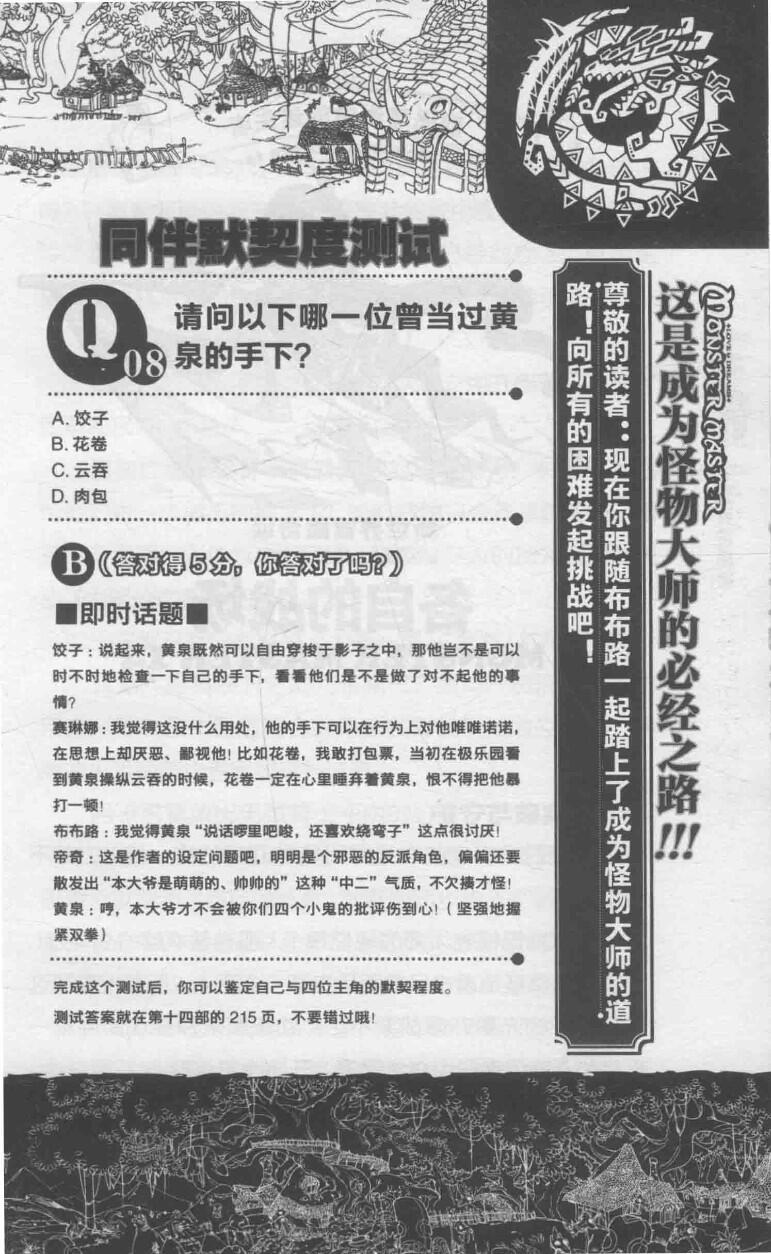 同伴默契度测试
Q08
请问以下哪一位曾当过黄
泉的手下?
A. 饺子
B. 花卷
C. 云吞
D. 肉包
B（答对得5分，你答对了吗?）
■即时话题■
饺子：说起来，黄泉既然可以自由穿梭于影子之中，那他岂不是可以
时不时地检查一下自己的手下，看看他们是不是做了对不起他的事
情?
赛琳娜：我觉得这没什么用处，他的手下可以在行为上对他唯唯诺诺，
在思想上却厌恶、鄙视他! 比如花卷，我敢打包票，当初在极乐园看
到黄泉操纵云吞的时候，花卷一定在心里唾弃着黄泉，恨不得把他暴
打一顿!
布布路：我觉得黄泉“说话啰里吧唆，还喜欢绕弯子”这点很讨厌!
帝奇：这是作者的设定问题吧，明明是个邪恶的反派角色，偏偏还要
散发出“本大爷是萌萌的、帅帅的”这种“中二”气质，不欠揍才怪!
黄泉：哼，本大爷才不会被你们四个小鬼的批评伤到心!（坚强地握
紧双拳）
完成这个测试后，你可以鉴定自己与四位主角的默契程度。
测试答案就在第十四部的215页，不要错过哦!
MONSTER MASTER
LOVE & DREAMS
这是成为怪物大师的必经之路!!!
尊敬的读者：现在你跟随布布路一起踏上了成为怪物大师的道
路! 向所有的困难发起挑战吧!